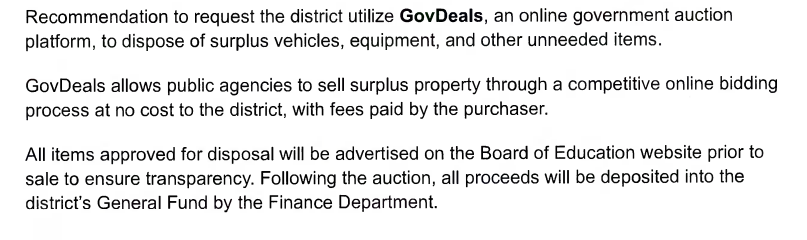 Recommendation to request the district utilize GovDeals, an online government auction
platform, to dispose of surplus vehicles, equipment, and other unneeded items.
GovDeals allows public agencies to sell surplus property through a competitive online bidding
process at no cost to the district, with fees paid by the purchaser.
All items approved for disposal will be advertised on the Board of Education website prior to
sale to ensure transparency. Following the auction, all proceeds will be deposited into the
district's General Fund by the Finance Department.